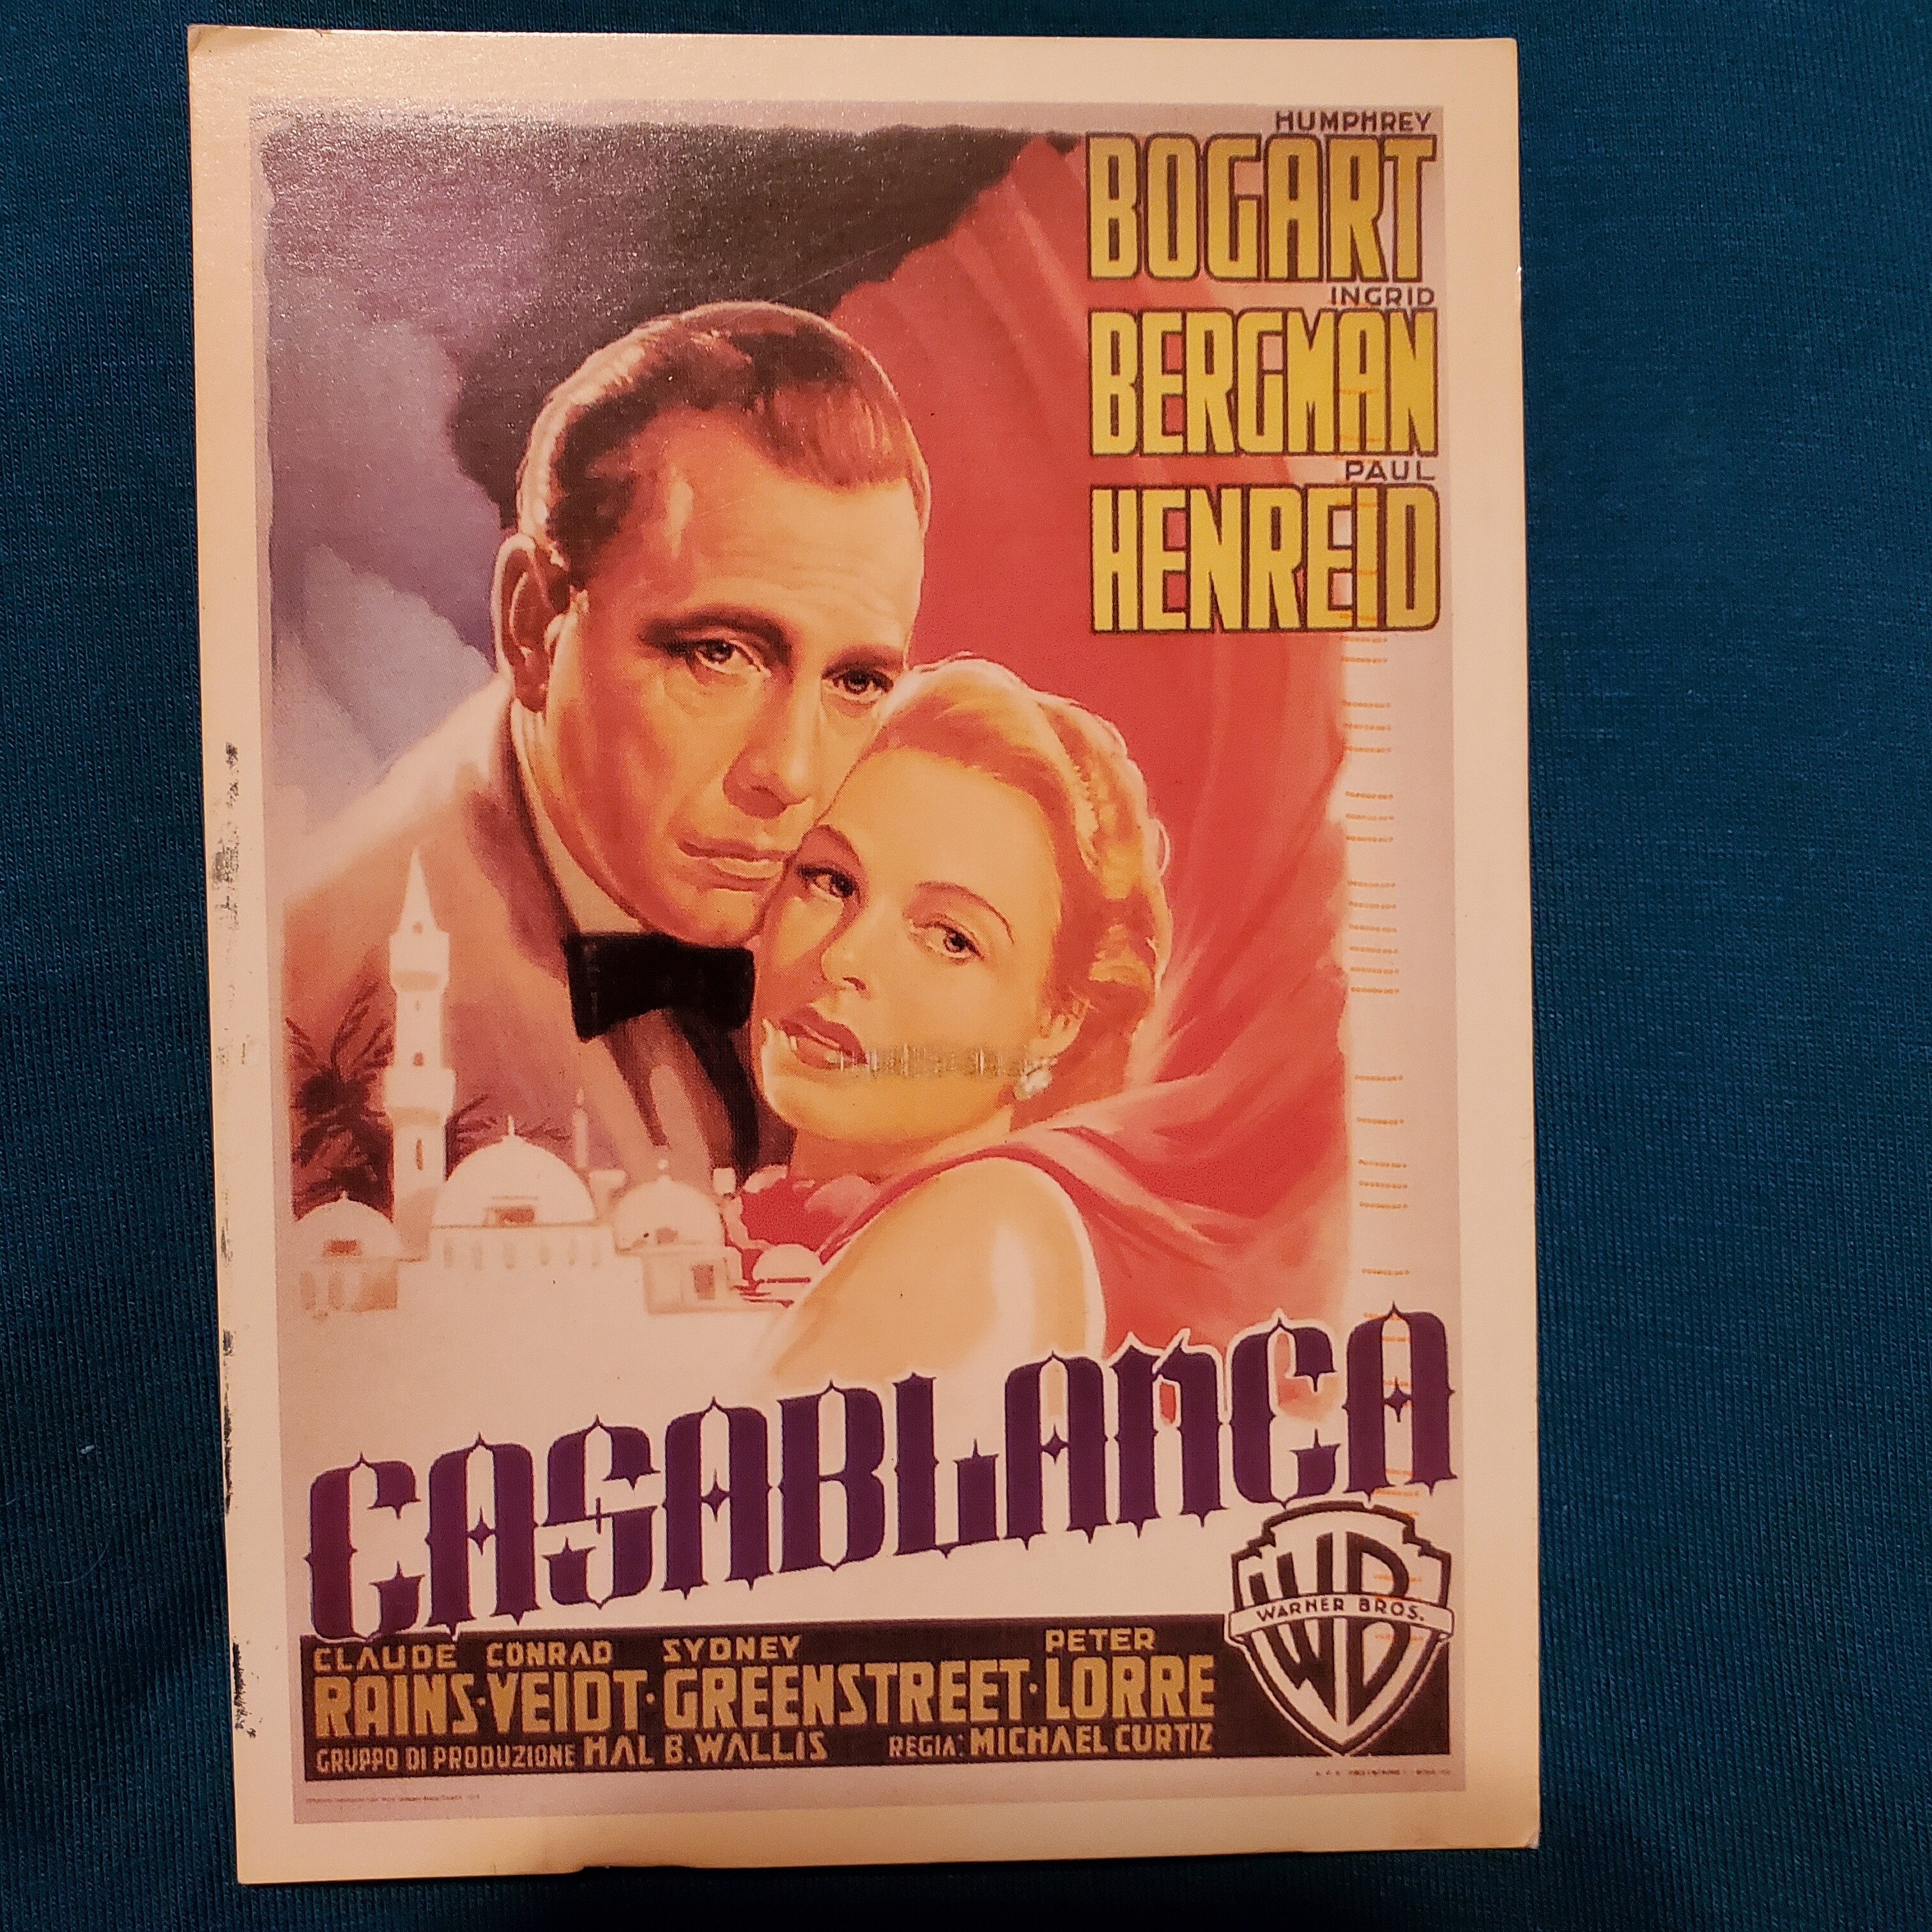 HUMPHREY
BOGART
INGRID
BERGMAN
PAUL
HENREID
CASABLANCA
WB
WARNER BROS.
CLAUDE CONRAD SYDNEY PETER
RAINS·VEIDT·GREENSTREET·LORRE
GRUPPO DI PRODUZIONE HAL B. WALLIS REGIA: MICHAEL CURTIZ